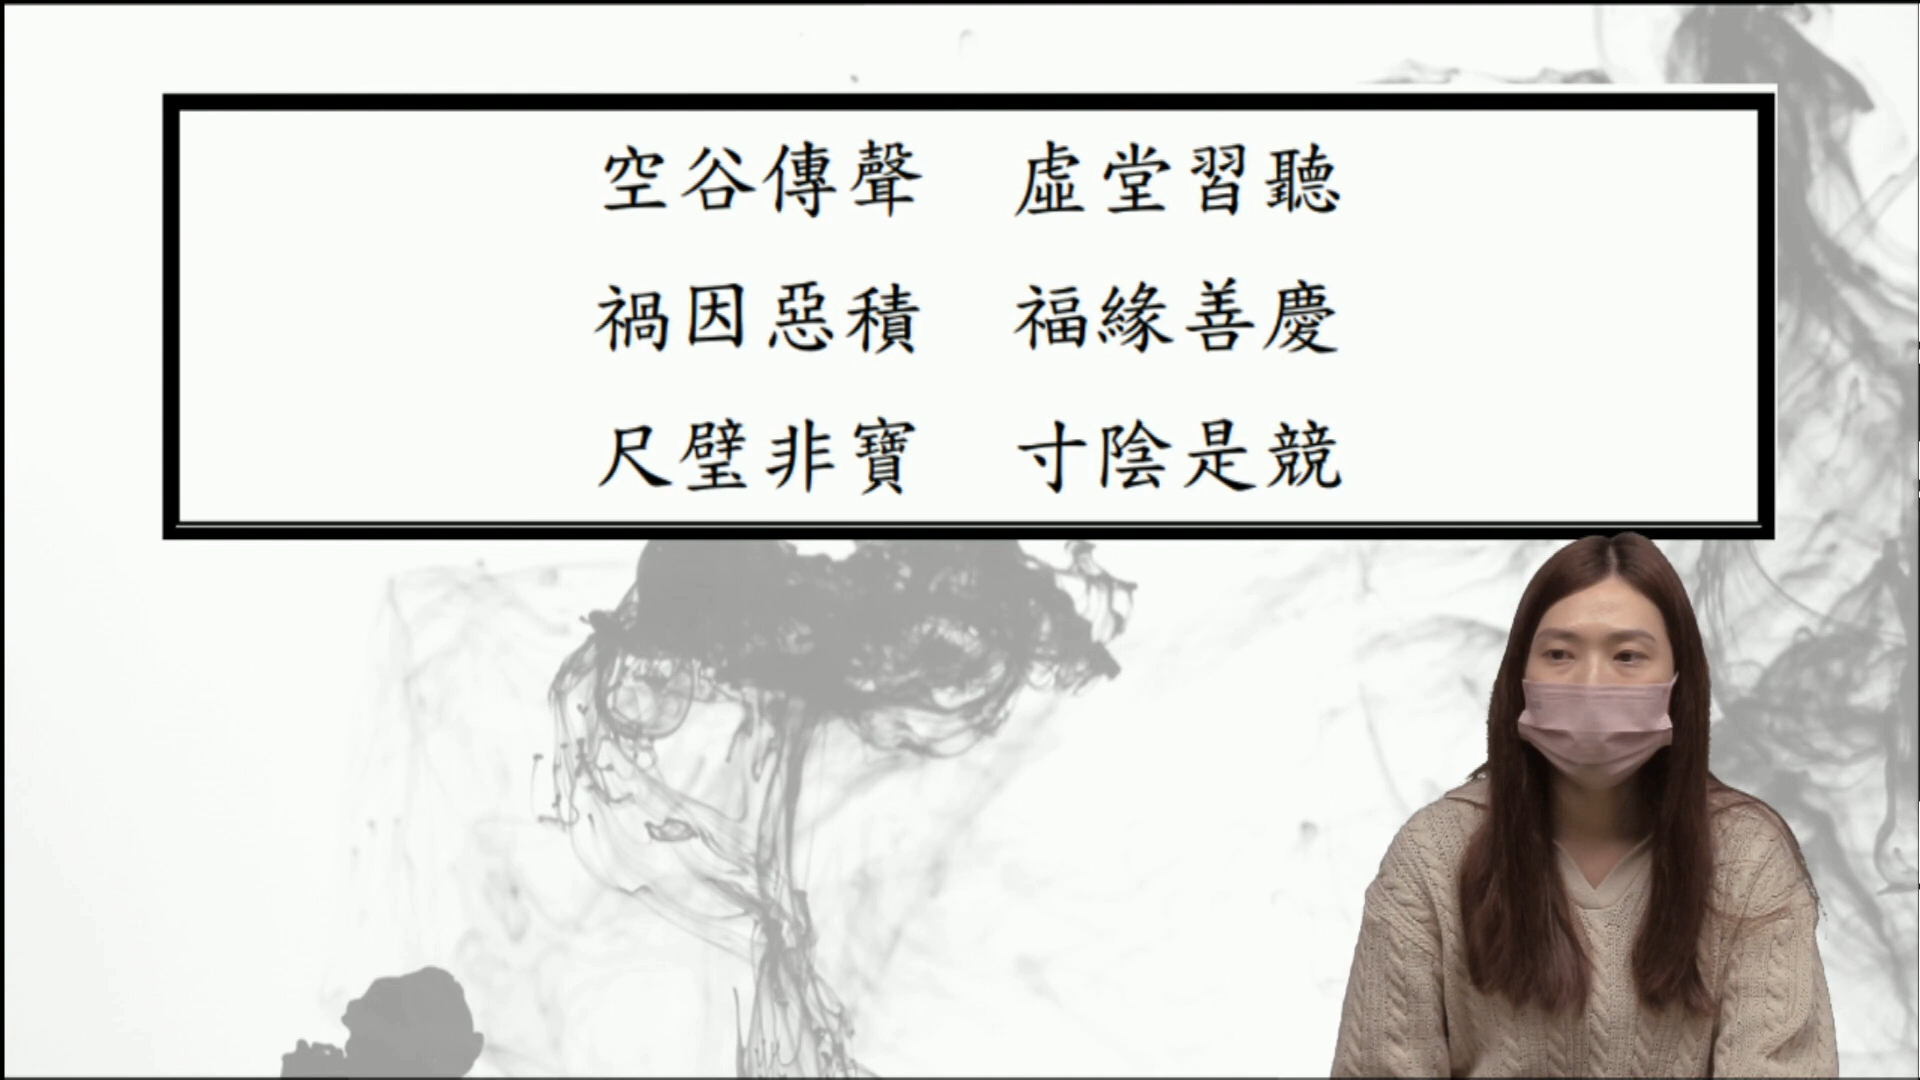 空谷傳聲　虛堂習聽
禍因惡積　福緣善慶
尺璧非寶　寸陰是競